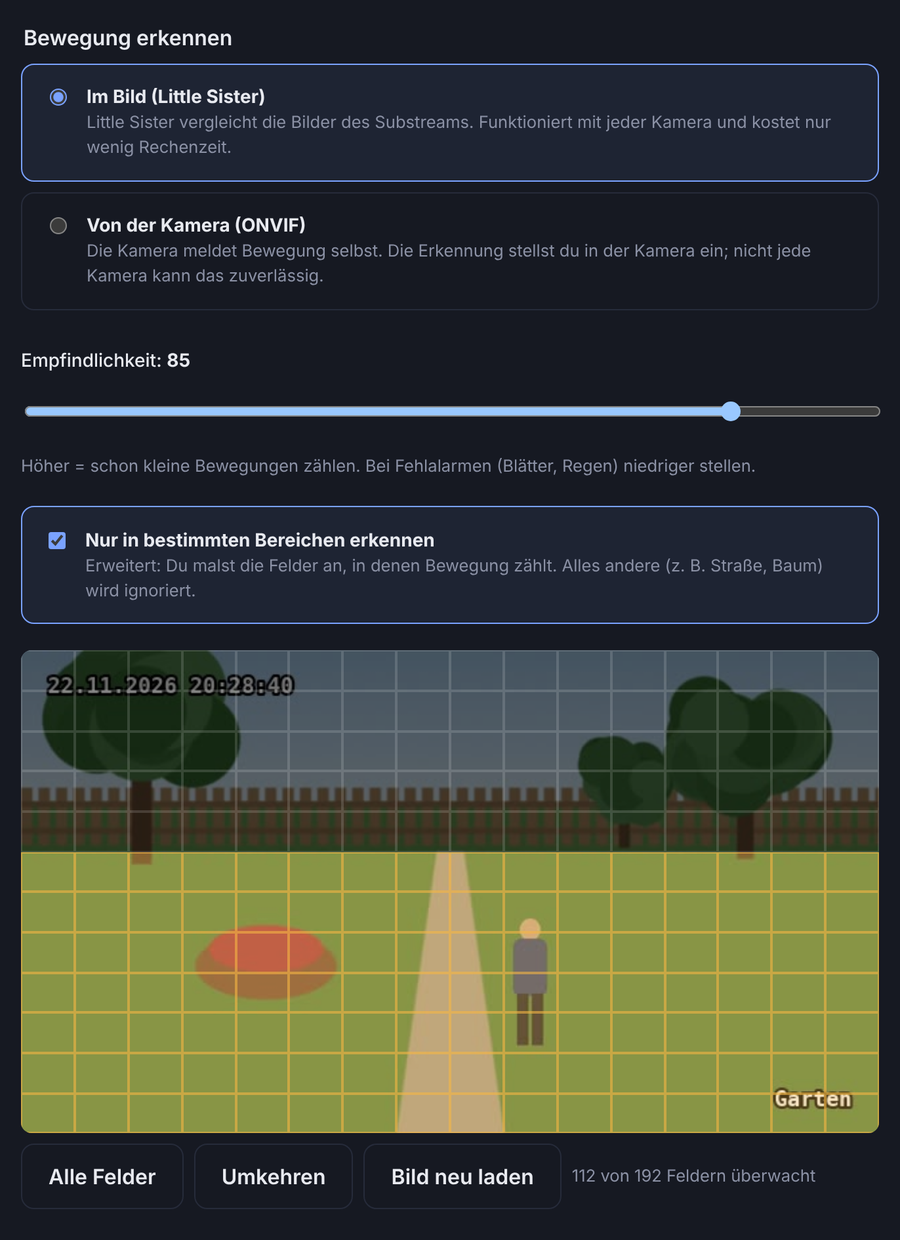 Bewegung erkennen
Im Bild (Little Sister)
Little Sister vergleicht die Bilder des Substreams. Funktioniert mit jeder Kamera und kostet nur
wenig Rechenzeit.
Von der Kamera (ONVIF)
Die Kamera meldet Bewegung selbst. Die Erkennung stellst du in der Kamera ein; nicht jede
Kamera kann das zuverlässig.
Empfindlichkeit: 85
Höher = schon kleine Bewegungen zählen. Bei Fehlalarmen (Blätter, Regen) niedriger stellen.
Nur in bestimmten Bereichen erkennen
Erweitert: Du malst die Felder an, in denen Bewegung zählt. Alles andere (z. B. Straße, Baum)
wird ignoriert.
22.11.2026 20:28:40
Garten
Alle Felder
Umkehren
Bild neu laden
112 von 192 Feldern überwacht